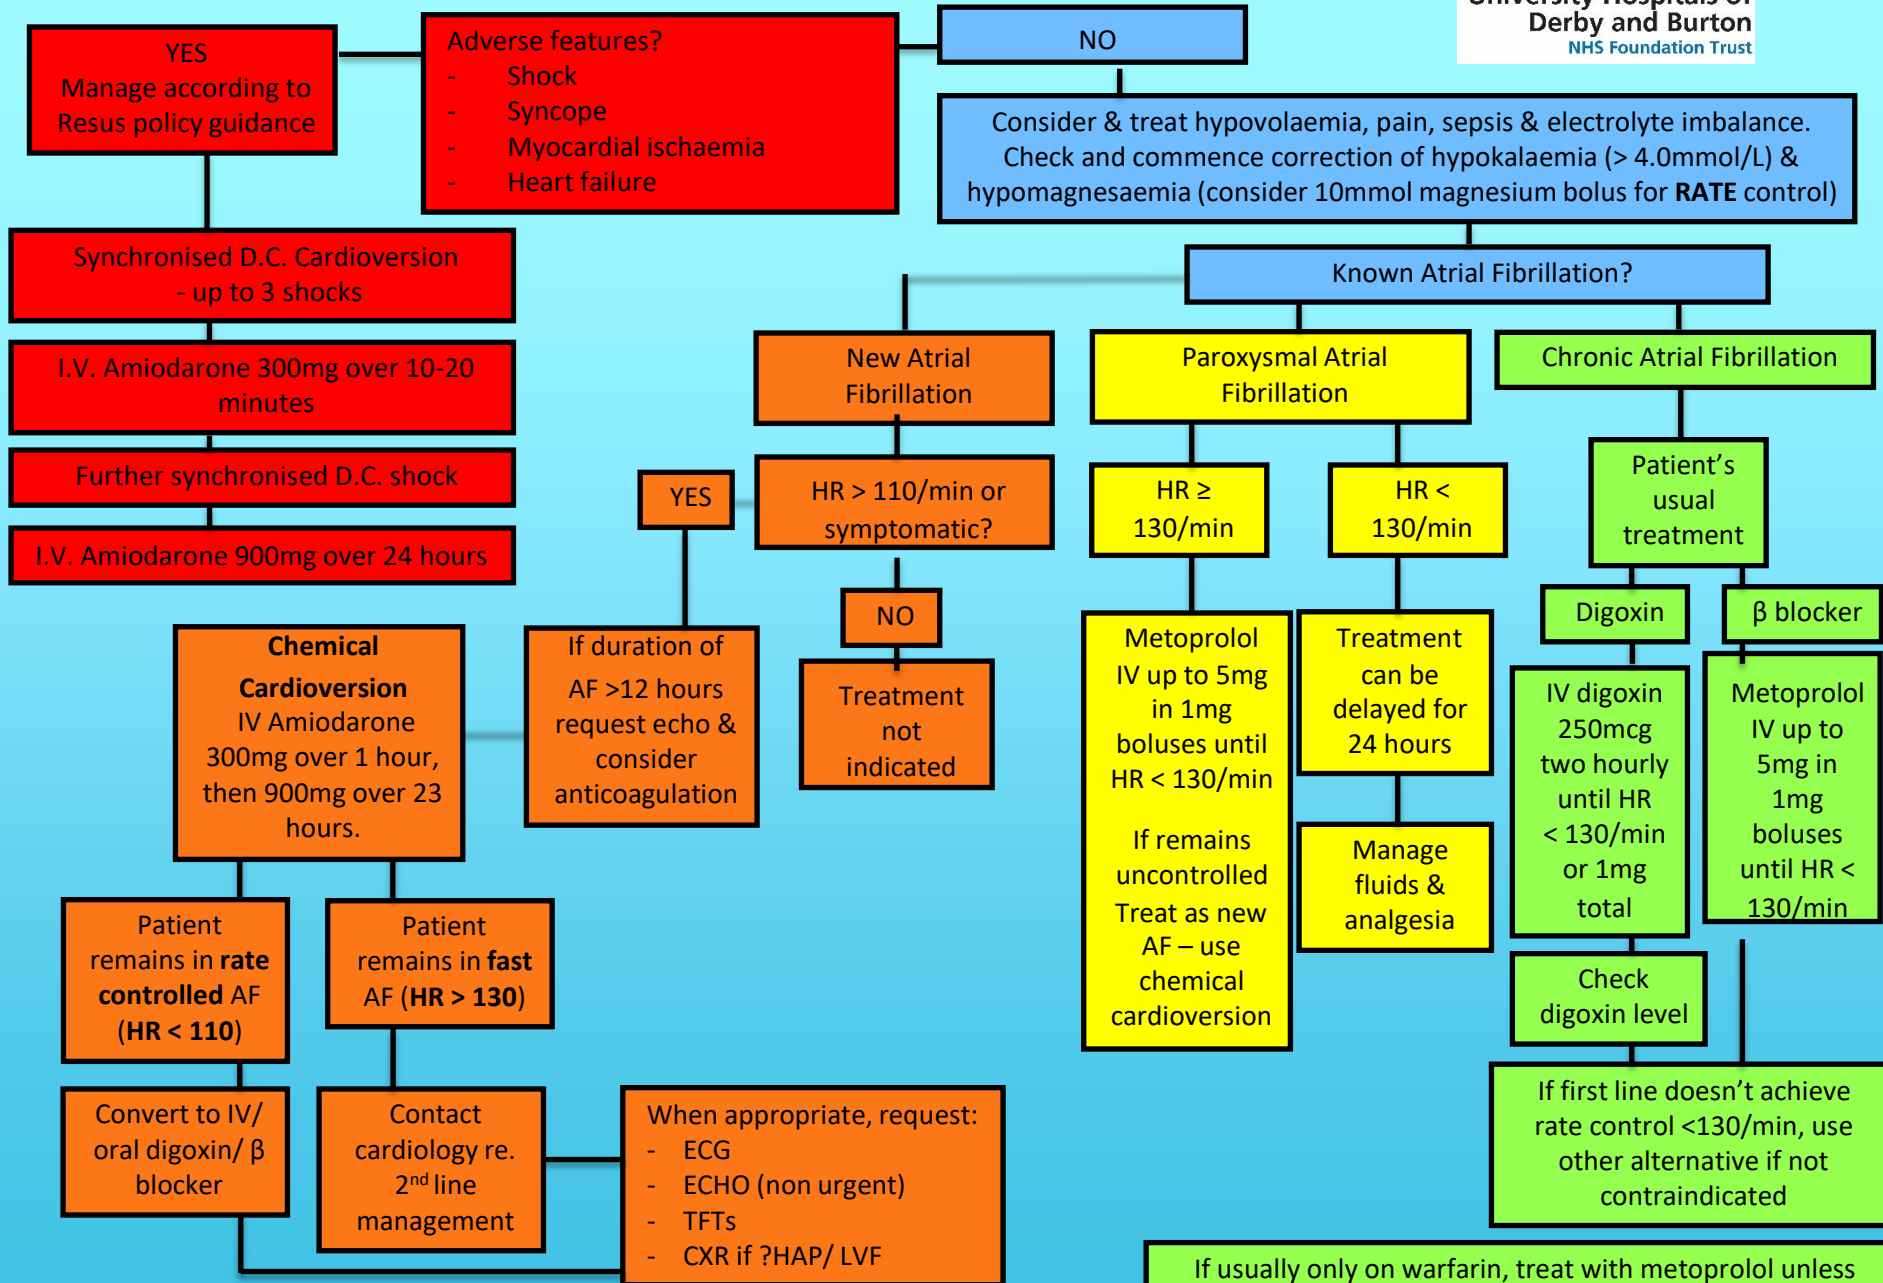 University Hospitals of
Derby and Burton
NHS Foundation Trust
YES
Manage according to
Resus policy guidance
Adverse features?
- Shock
- Syncope
- Myocardial ischaemia
- Heart failure
NO
Consider & treat hypovolaemia, pain, sepsis & electrolyte imbalance.
Check and commence correction of hypokalaemia (> 4.0mmol/L) &
hypomagnesaemia (consider 10mmol magnesium bolus for RATE control)
Synchronised D.C. Cardioversion
- up to 3 shocks
I.V. Amiodarone 300mg over 10-20
minutes
Further synchronised D.C. shock
I.V. Amiodarone 900mg over 24 hours
Known Atrial Fibrillation?
New Atrial
Fibrillation
HR > 110/min or
symptomatic?
YES
NO
Treatment
not
indicated
If duration of
AF >12 hours
request echo &
consider
anticoagulation
Chemical
Cardioversion
IV Amiodarone
300mg over 1 hour,
then 900mg over 23
hours.
Patient
remains in rate
controlled AF
(HR < 110)
Convert to IV/
oral digoxin/ β
blocker
Patient
remains in fast
AF (HR > 130)
Contact
cardiology re.
2nd line
management
When appropriate, request:
- ECG
- ECHO (non urgent)
- TFTs
- CXR if ?HAP/ LVF
Paroxysmal Atrial
Fibrillation
HR ≥
130/min
Metoprolol
IV up to 5mg
in 1mg
boluses until
HR < 130/min
If remains
uncontrolled
Treat as new
AF – use
chemical
cardioversion
HR <
130/min
Treatment
can be
delayed for
24 hours
Manage
fluids &
analgesia
Chronic Atrial Fibrillation
Patient’s
usual
treatment
Digoxin
IV digoxin
250mcg
two hourly
until HR
< 130/min
or 1mg
total
Check
digoxin level
β blocker
Metoprolol
IV up to
5mg in
1mg
boluses
until HR <
130/min
If first line doesn’t achieve
rate control <130/min, use
other alternative if not
contraindicated
If usually only on warfarin, treat with metoprolol unless